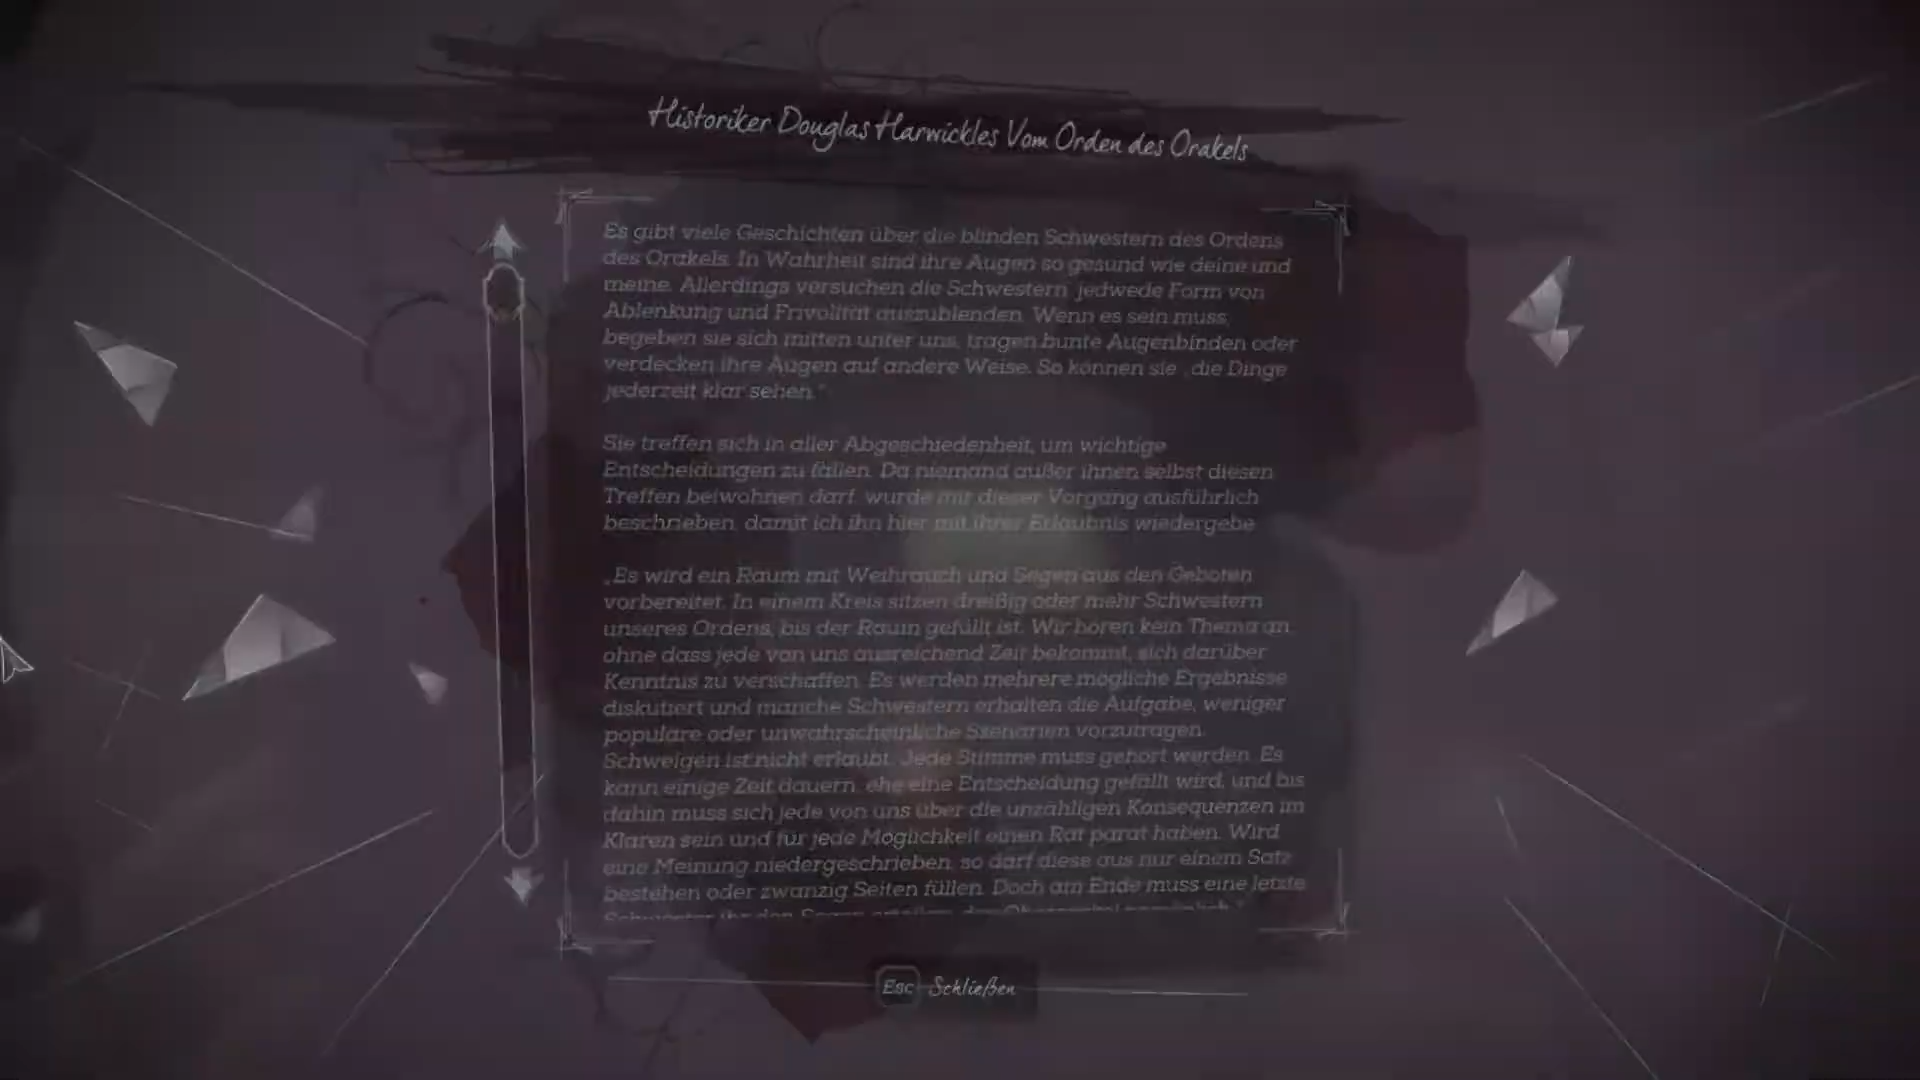 Historiker Douglas Harwickles Vom Orden des Orakels
Es gibt viele Geschichten über die blinden Schwestern des Ordens
des Orakels. In Wahrheit sind ihre Augen so gesund wie deine und
meine. Allerdings versuchen die Schwestern, jedwede Form von
Ablenkung und Frivolität auszublenden. Wenn es sein muss,
begeben sie sich mitten unter uns, tragen bunte Augenbinden oder
verdecken ihre Augen auf andere Weise. So können sie „die Dinge
jederzeit klar sehen.“
Sie treffen sich in aller Abgeschiedenheit, um wichtige
Entscheidungen zu fällen. Da niemand außer ihnen selbst diesen
Treffen beiwohnen darf, wurde mir dieser Vorgang ausführlich
beschrieben, damit ich ihn hier mit ihrer Erlaubnis wiedergebe.
„Es wird ein Raum mit Weihrauch und Segen aus den Geboten
vorbereitet. In einem Kreis sitzen dreißig oder mehr Schwestern
unseres Ordens, bis der Raum gefüllt ist. Wir hören kein Thema an,
ohne dass jede von uns ausreichend Zeit bekommt, sich darüber
Kenntnis zu verschaffen. Es werden mehrere mögliche Ergebnisse
diskutiert und manche Schwestern erhalten die Aufgabe, weniger
populäre oder unwahrscheinliche Szenarien vorzutragen.
Schweigen ist nicht erlaubt. Jede Stimme muss gehört werden. Es
kann einige Zeit dauern, ehe eine Entscheidung gefällt wird, und bis
dahin muss sich jede von uns über die unzähligen Konsequenzen im
Klaren sein und für jede Möglichkeit einen Rat parat haben. Wird
eine Meinung niedergeschrieben, so darf diese aus nur einem Satz
bestehen oder zwanzig Seiten füllen. Doch am Ende muss eine letzte
Schwester ihr den Segen
Esc Schließen